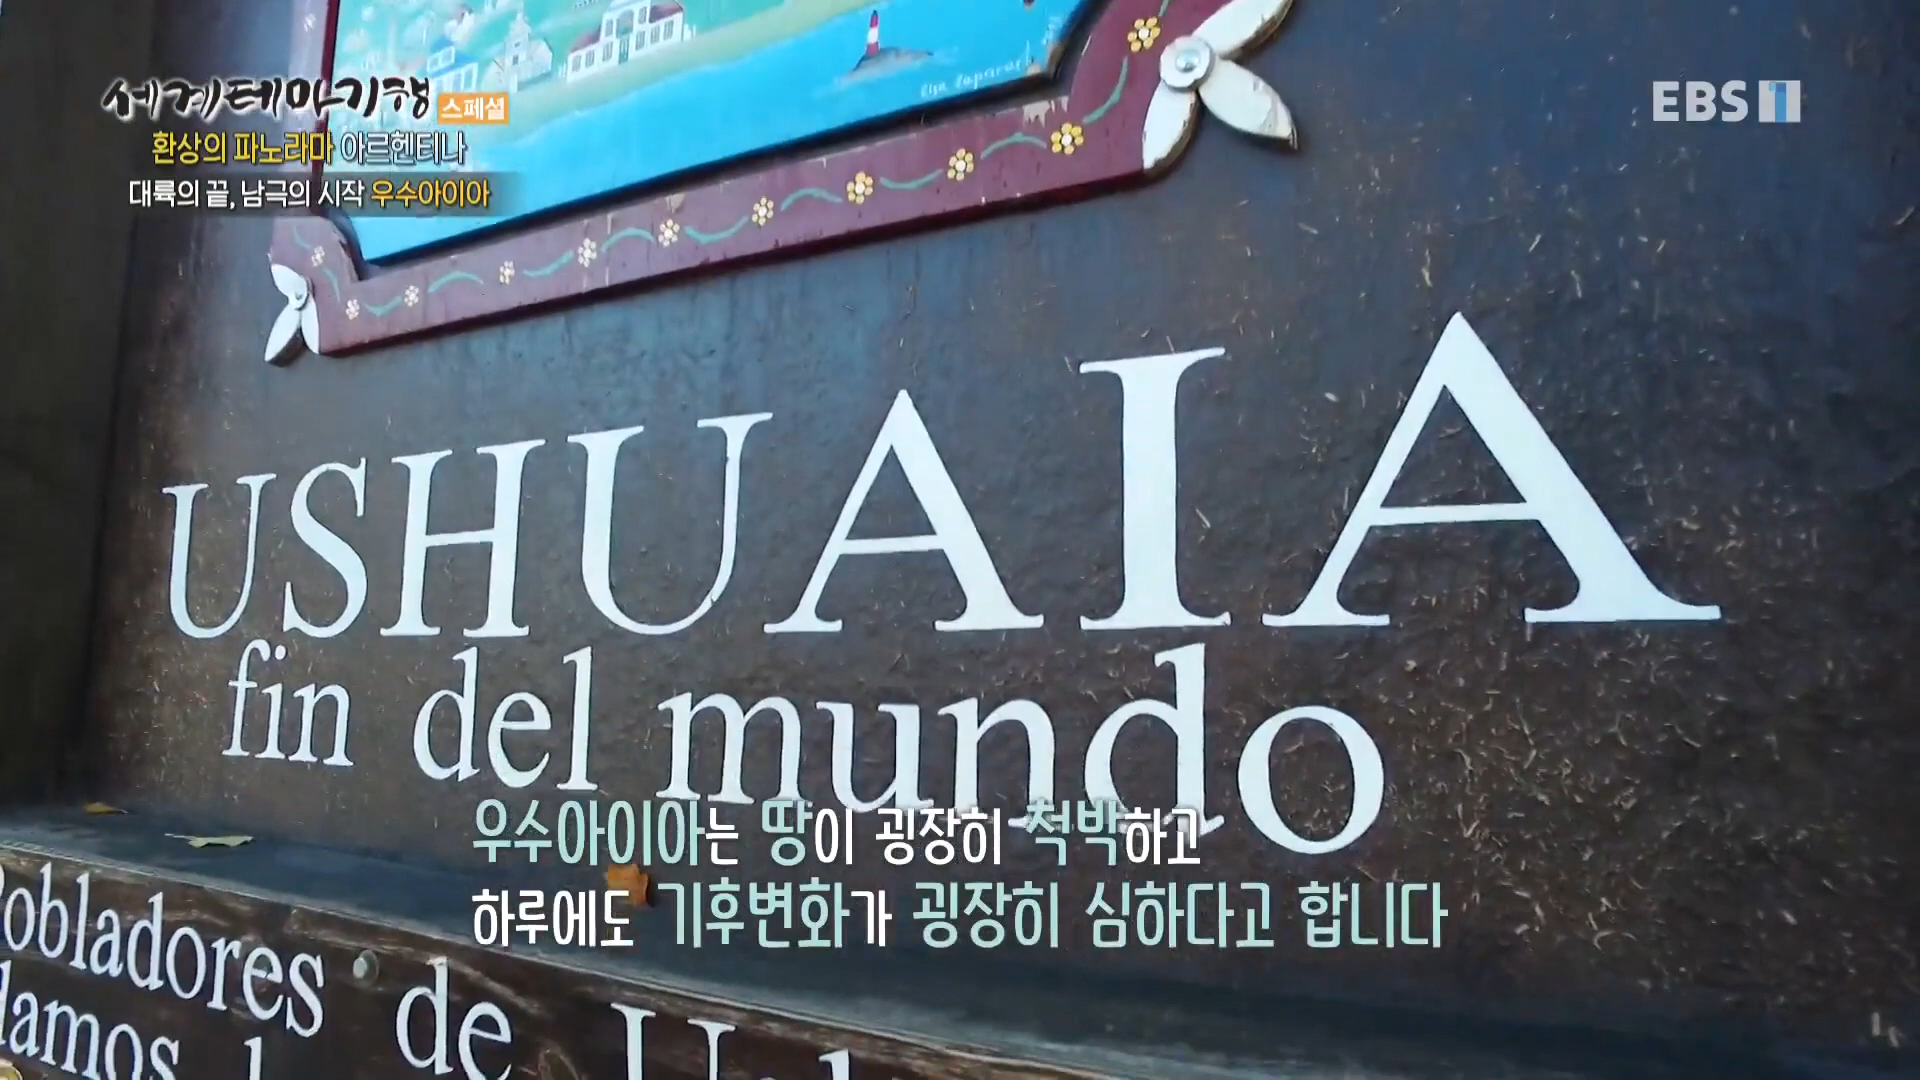 세계테마기행 스페셜
환상의 파노라마 아르헨티나
대륙의 끝, 남극의 시작 우수아이아
EBS 1
USHUAIA
fin del mundo
우수아이아는 땅이 굉장히 척박하고
하루에도 기후변화가 굉장히 심하다고 합니다
Pobladores de